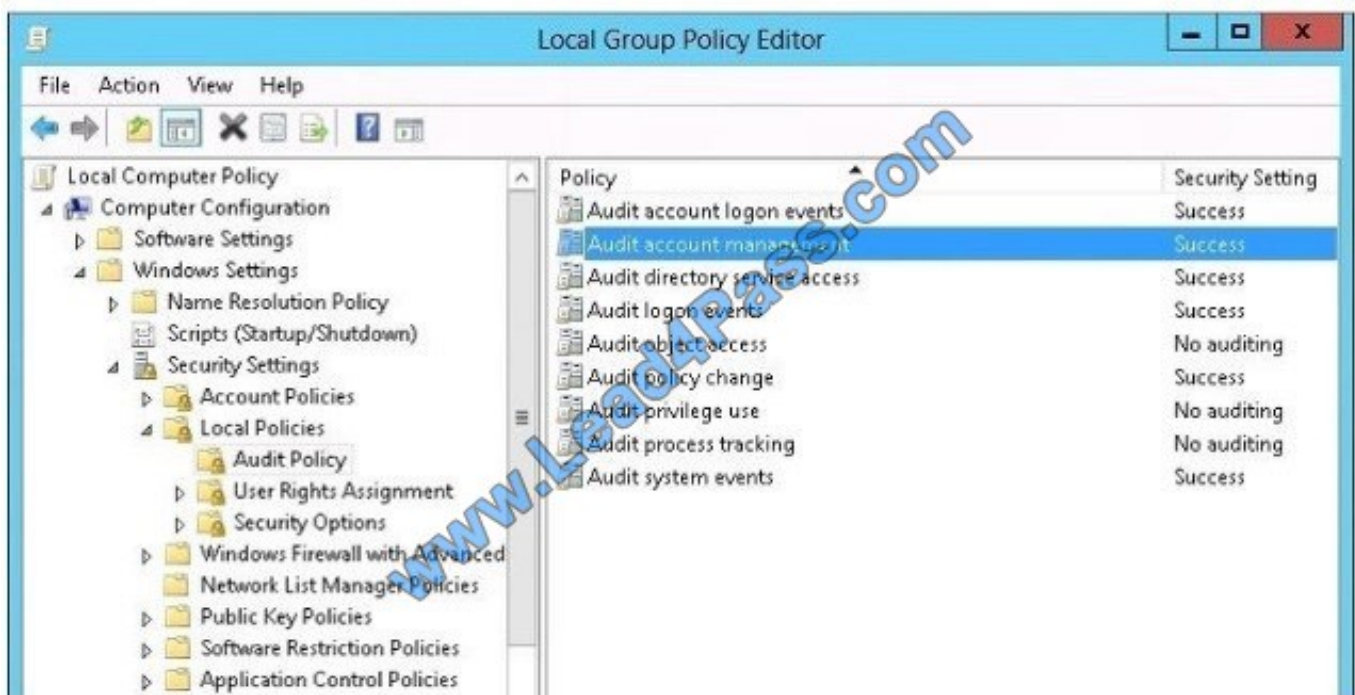 Local Group Policy Editor
File Action View Help
Local Computer Policy
Computer Configuration
Software Settings
Windows Settings
Name Resolution Policy
Scripts (Startup/Shutdown)
Security Settings
Account Policies
Local Policies
Audit Policy
User Rights Assignment
Security Options
Windows Firewall with Advanced
Network List Manager Policies
Public Key Policies
Software Restriction Policies
Application Control Policies
Policy Security Setting
Audit account logon events Success
Audit account management Success
Audit directory service access Success
Audit logon events Success
Audit object access No auditing
Audit policy change Success
Audit privilege use No auditing
Audit process tracking No auditing
Audit system events Success
www.Lead4Pass.com